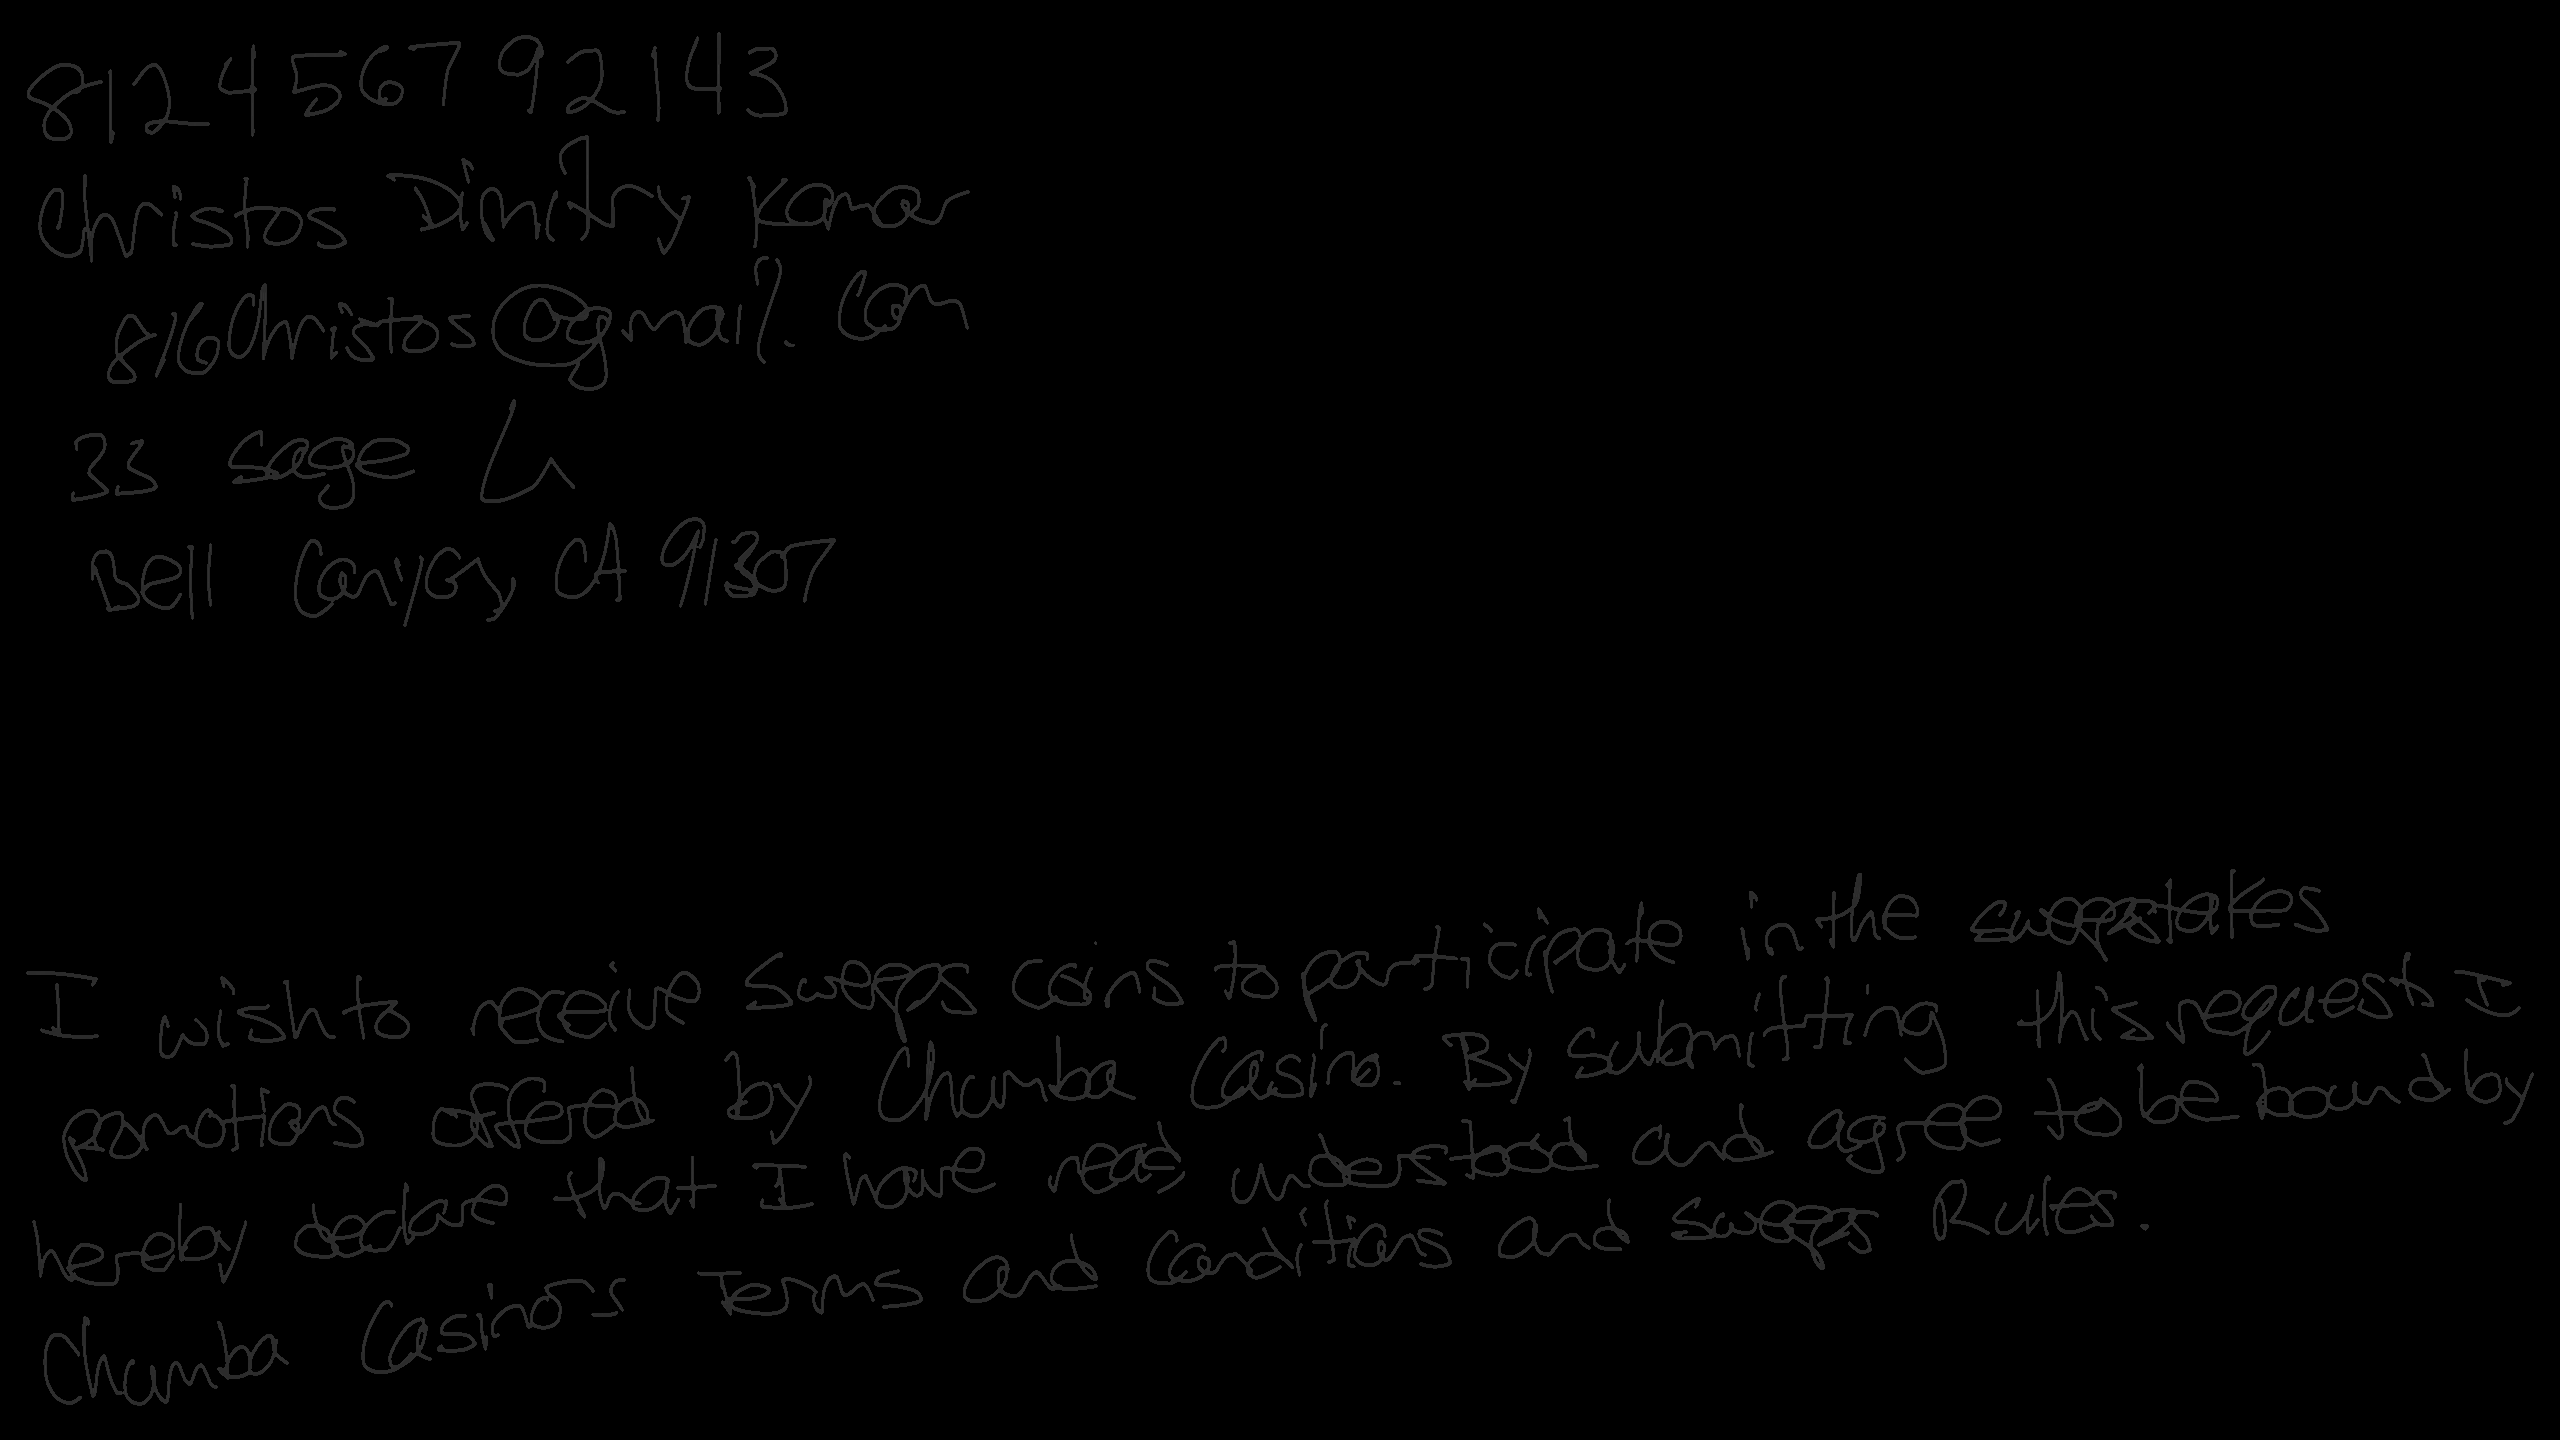 812456792143
Christos Dimitry Kamar
816Christos@gmail.com
33 sage Ln
Bell Canyon, CA 91307
I wish to receive Sweeps coins to participate in the sweepstakes
promotions offered by Chumba Casino. By submitting this request I
hereby declare that I have read understood and agree to be bound by
Chumba Casino's Terms and Conditions and sweeps Rules.